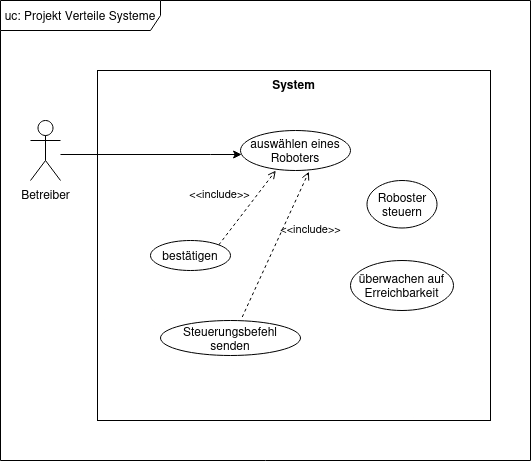 uc: Projekt Verteile Systeme
System
auswählen eines
Roboters
Betreiber
<<include>>
Roboster
steuern
<<include>>
bestätigen
überwachen auf
Erreichbarkeit
Steuerungsbefehl
senden